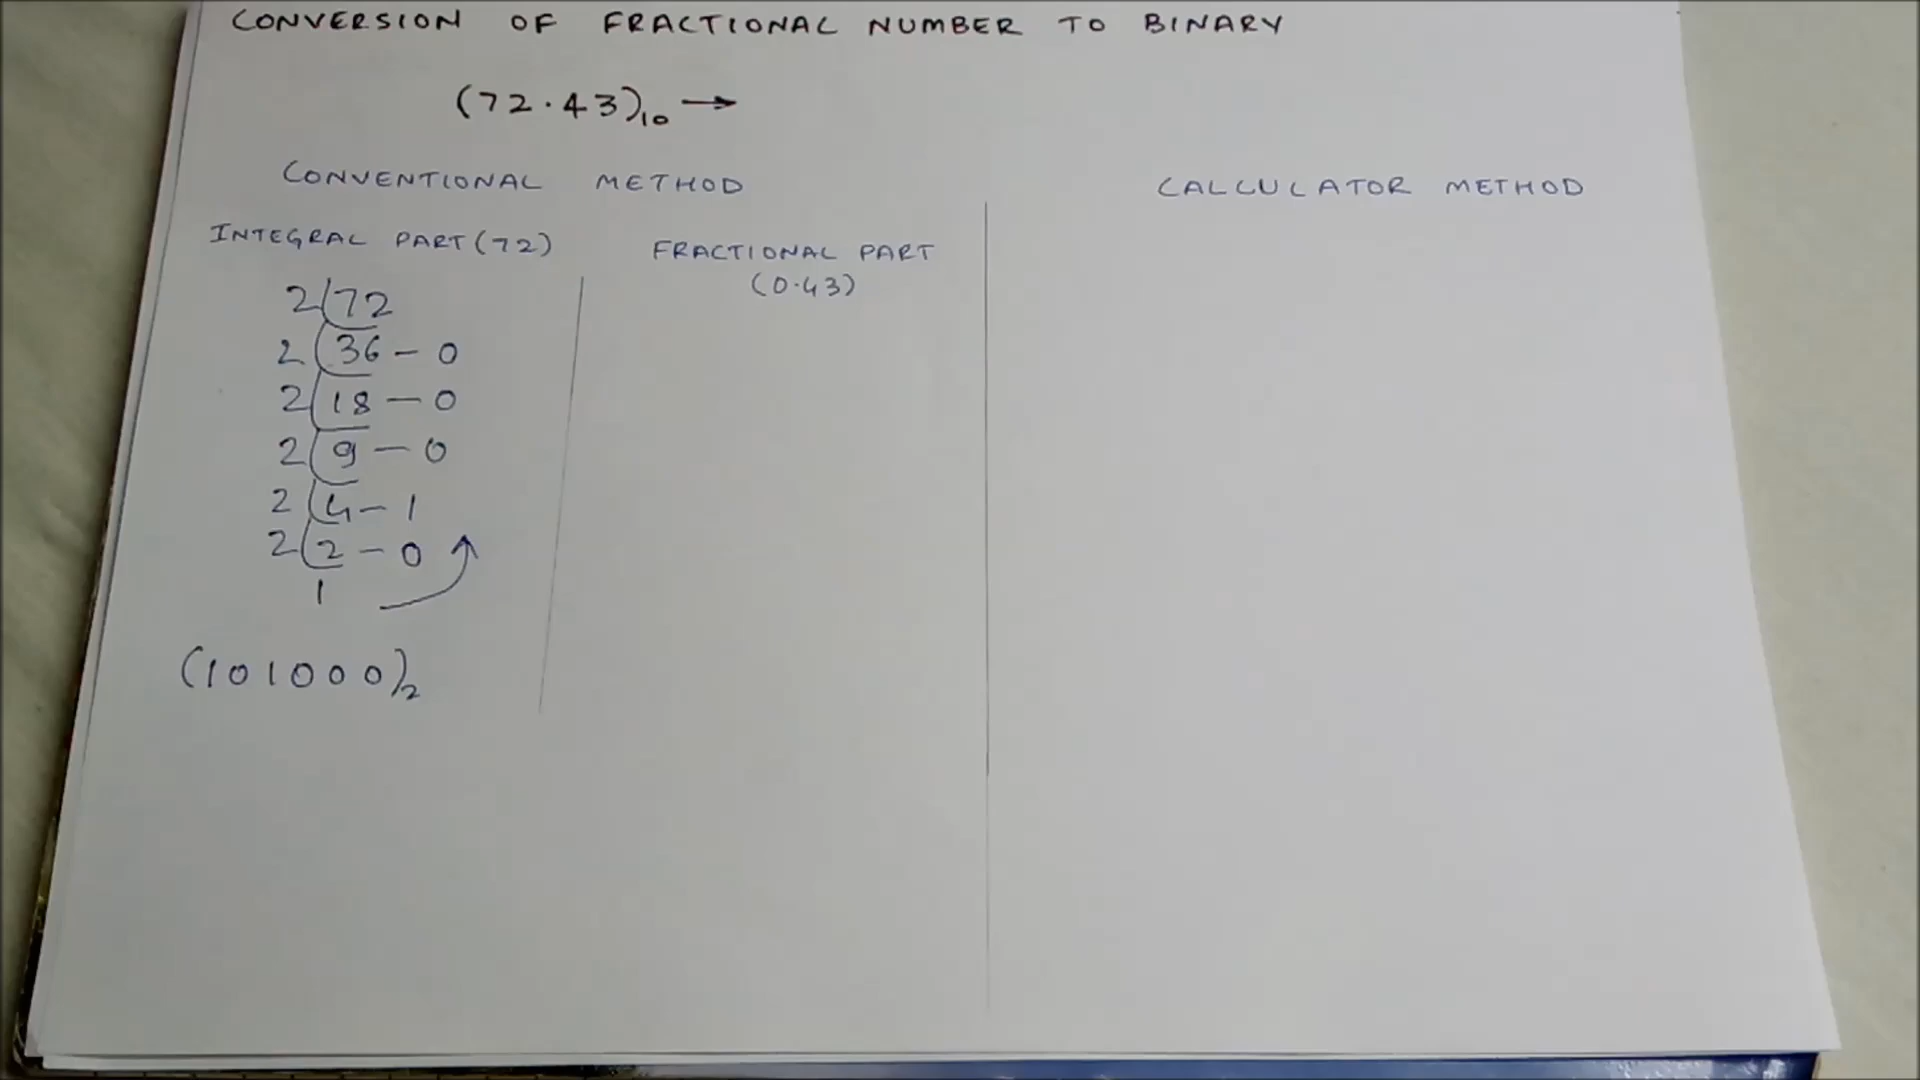 CONVERSION OF FRACTIONAL NUMBER TO BINARY
(72.43)10 →
CONVENTIONAL METHOD
CALCULATOR METHOD
INTEGRAL PART (72)
FRACTIONAL PART
(0.43)
2 72
2 36 - 0
2 18 - 0
2 9 - 0
2 4 - 1
2 2 - 0
1
(101000)2